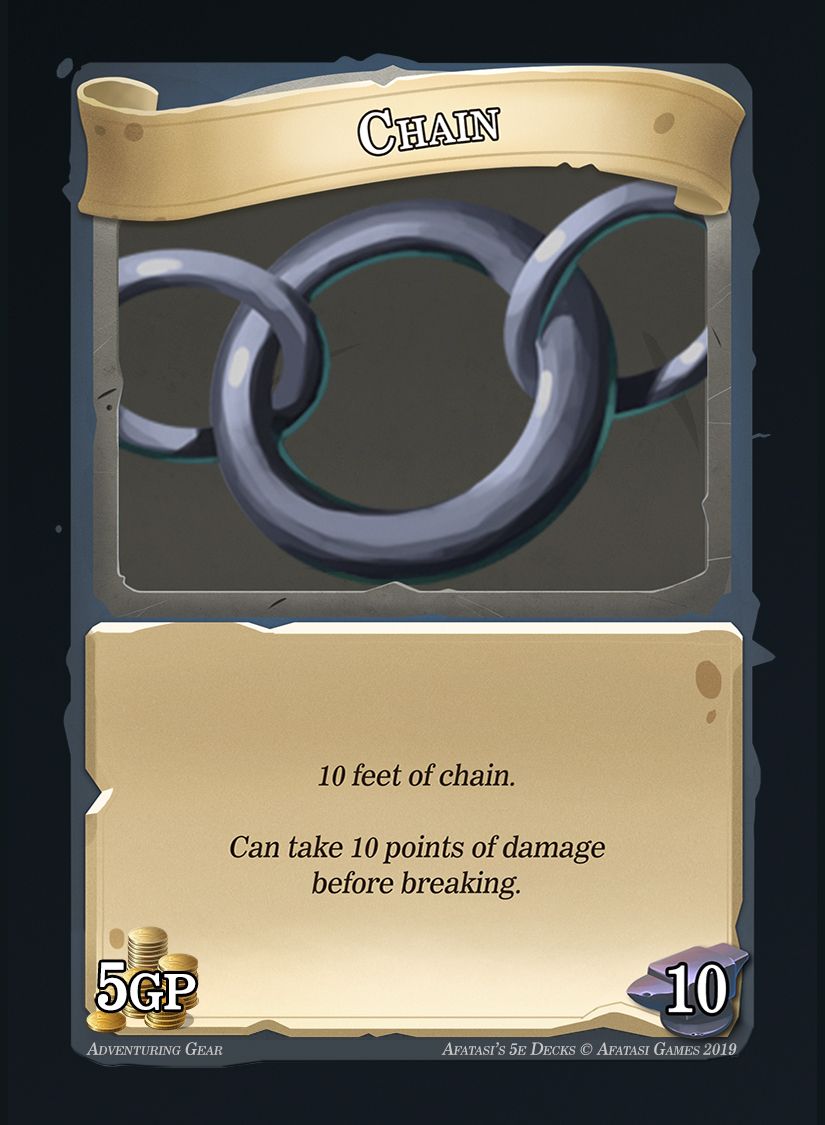 Chain
10 feet of chain.
Can take 10 points of damage
before breaking.
5GP
10
Adventuring Gear
Afatasi's 5e Decks © Afatasi Games 2019